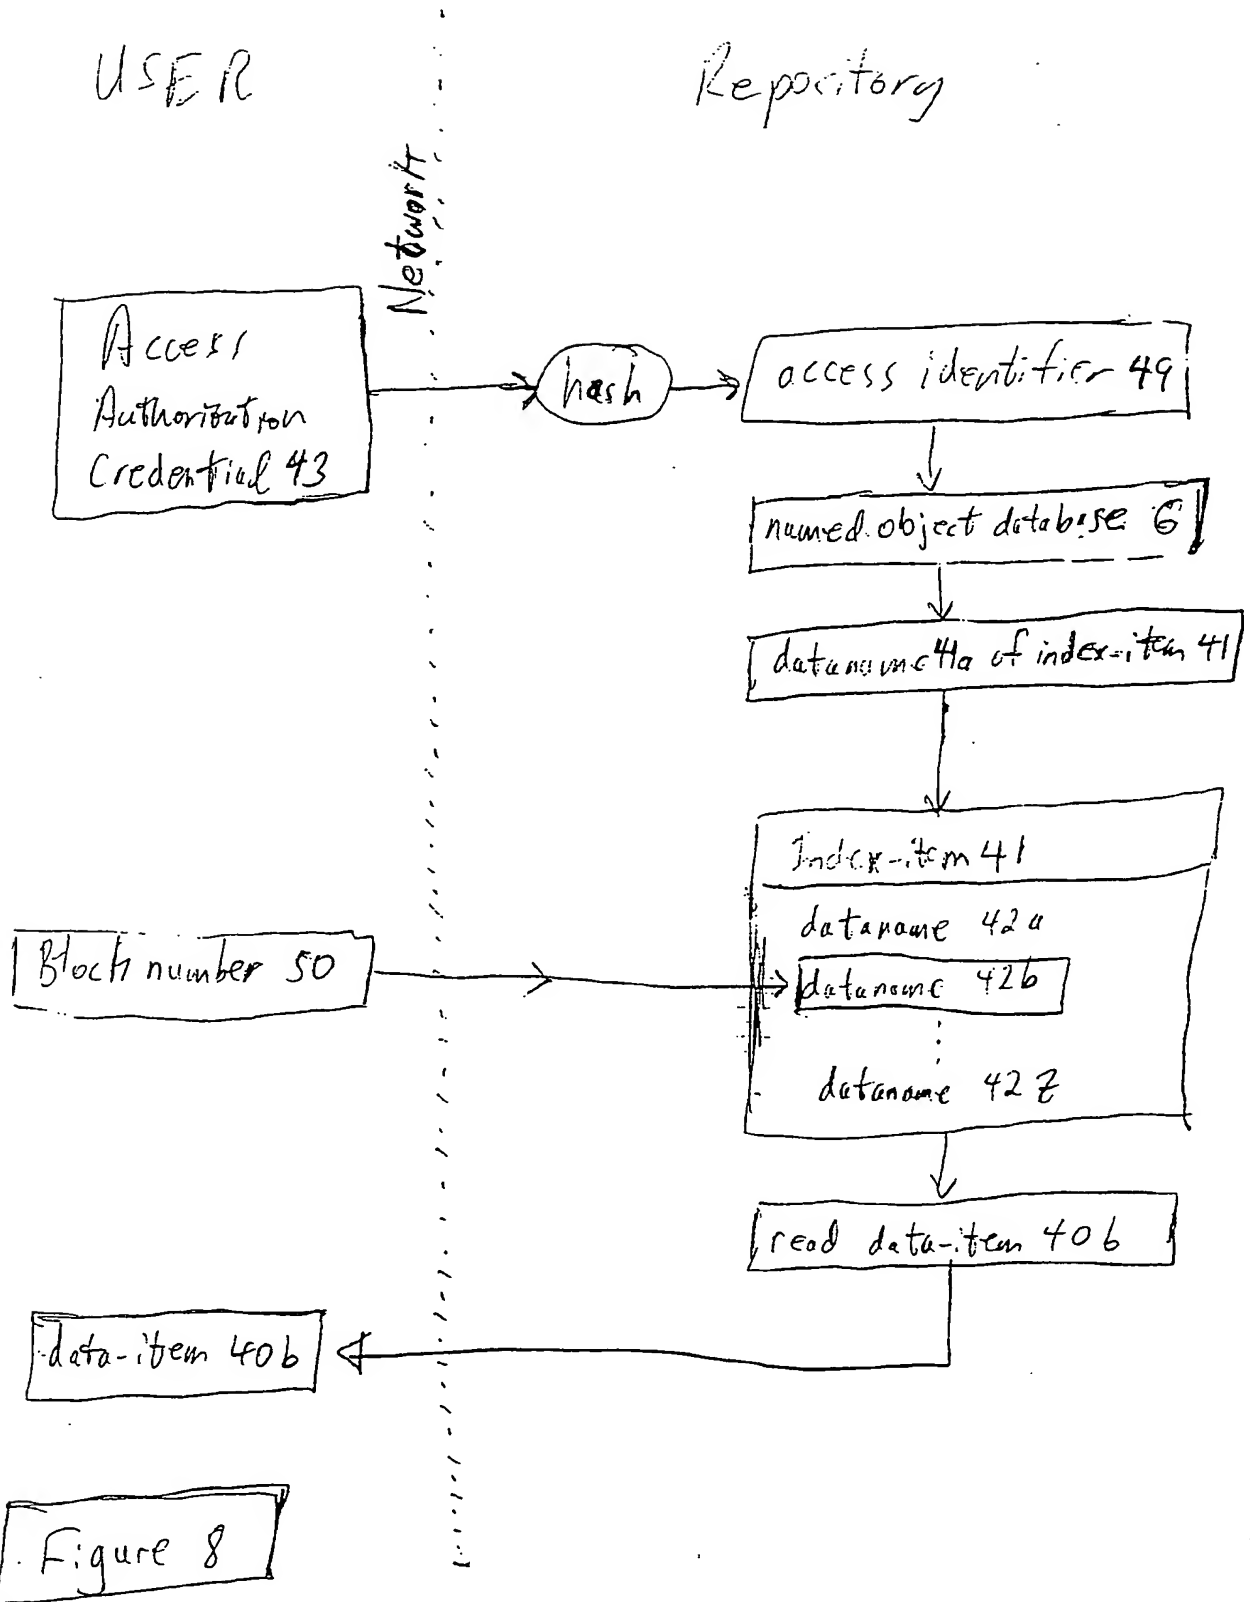 USER
Repository
Network
Access
Authorization
Credential 43
hash
access identifier 49
named object database 6
dataname 41a of index-item 41
Index-item 41
dataname 42a
Block number 50
dataname 42b
dataname 42z
read data-item 40b
data-item 40b
Figure 8